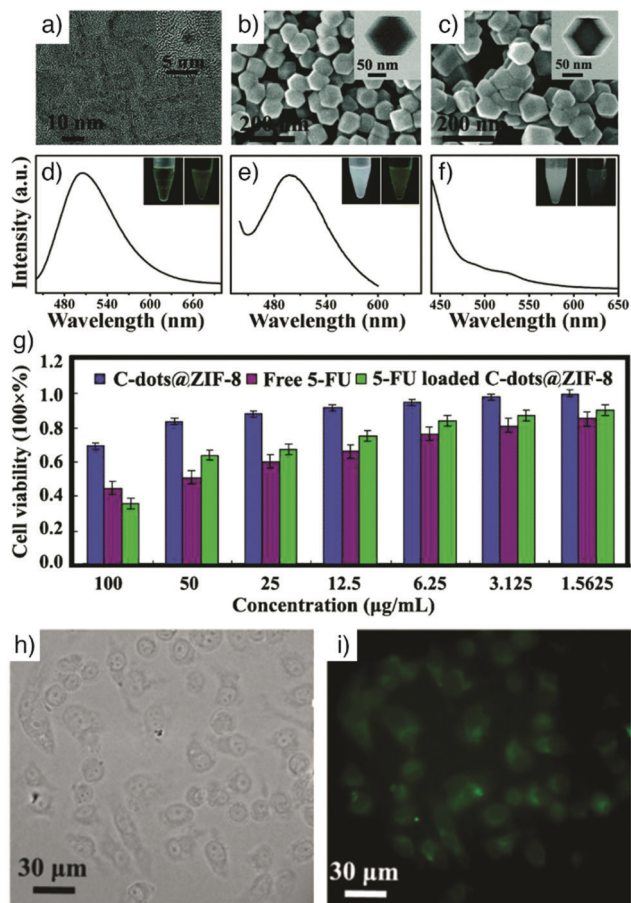 a) b) c)
5 nm 50 nm 50 nm
10 nm 200 nm 200 nm
d) e) f)
Intensity (a.u.)
480 540 600 660 480 540 600 450 500 550 600 650
Wavelength (nm) Wavelength (nm) Wavelength (nm)
g)
1.2
C-dots@ZIF-8 Free 5-FU 5-FU loaded C-dots@ZIF-8
1.0
0.8
0.6
0.4
0.2
0.0
Cell viability (100×%)
100 50 25 12.5 6.25 3.125 1.5625
Concentration (µg/mL)
h) i)
30 µm 30 µm